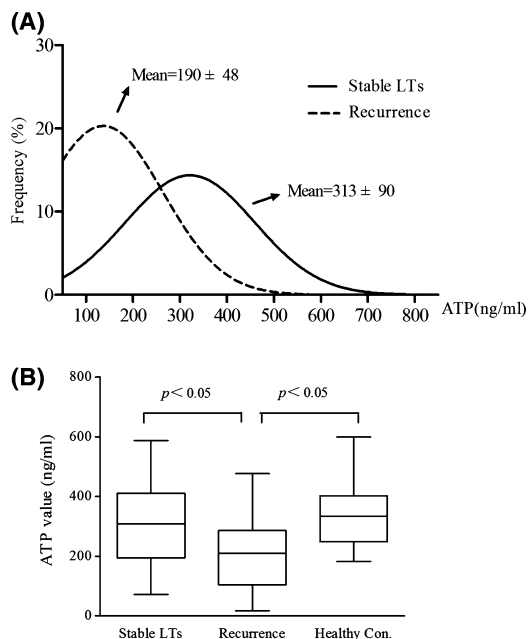 (A)
30
20
10
0
Frequency (%)
Mean=190 ± 48
Stable LTs
Recurrence
Mean=313 ± 90
100 200 300 400 500 600 700 800 ATP(ng/ml)
(B)
800
600
400
200
0
ATP value (ng/ml)
p< 0.05 p< 0.05
Stable LTs Recurrence Healthy Con.